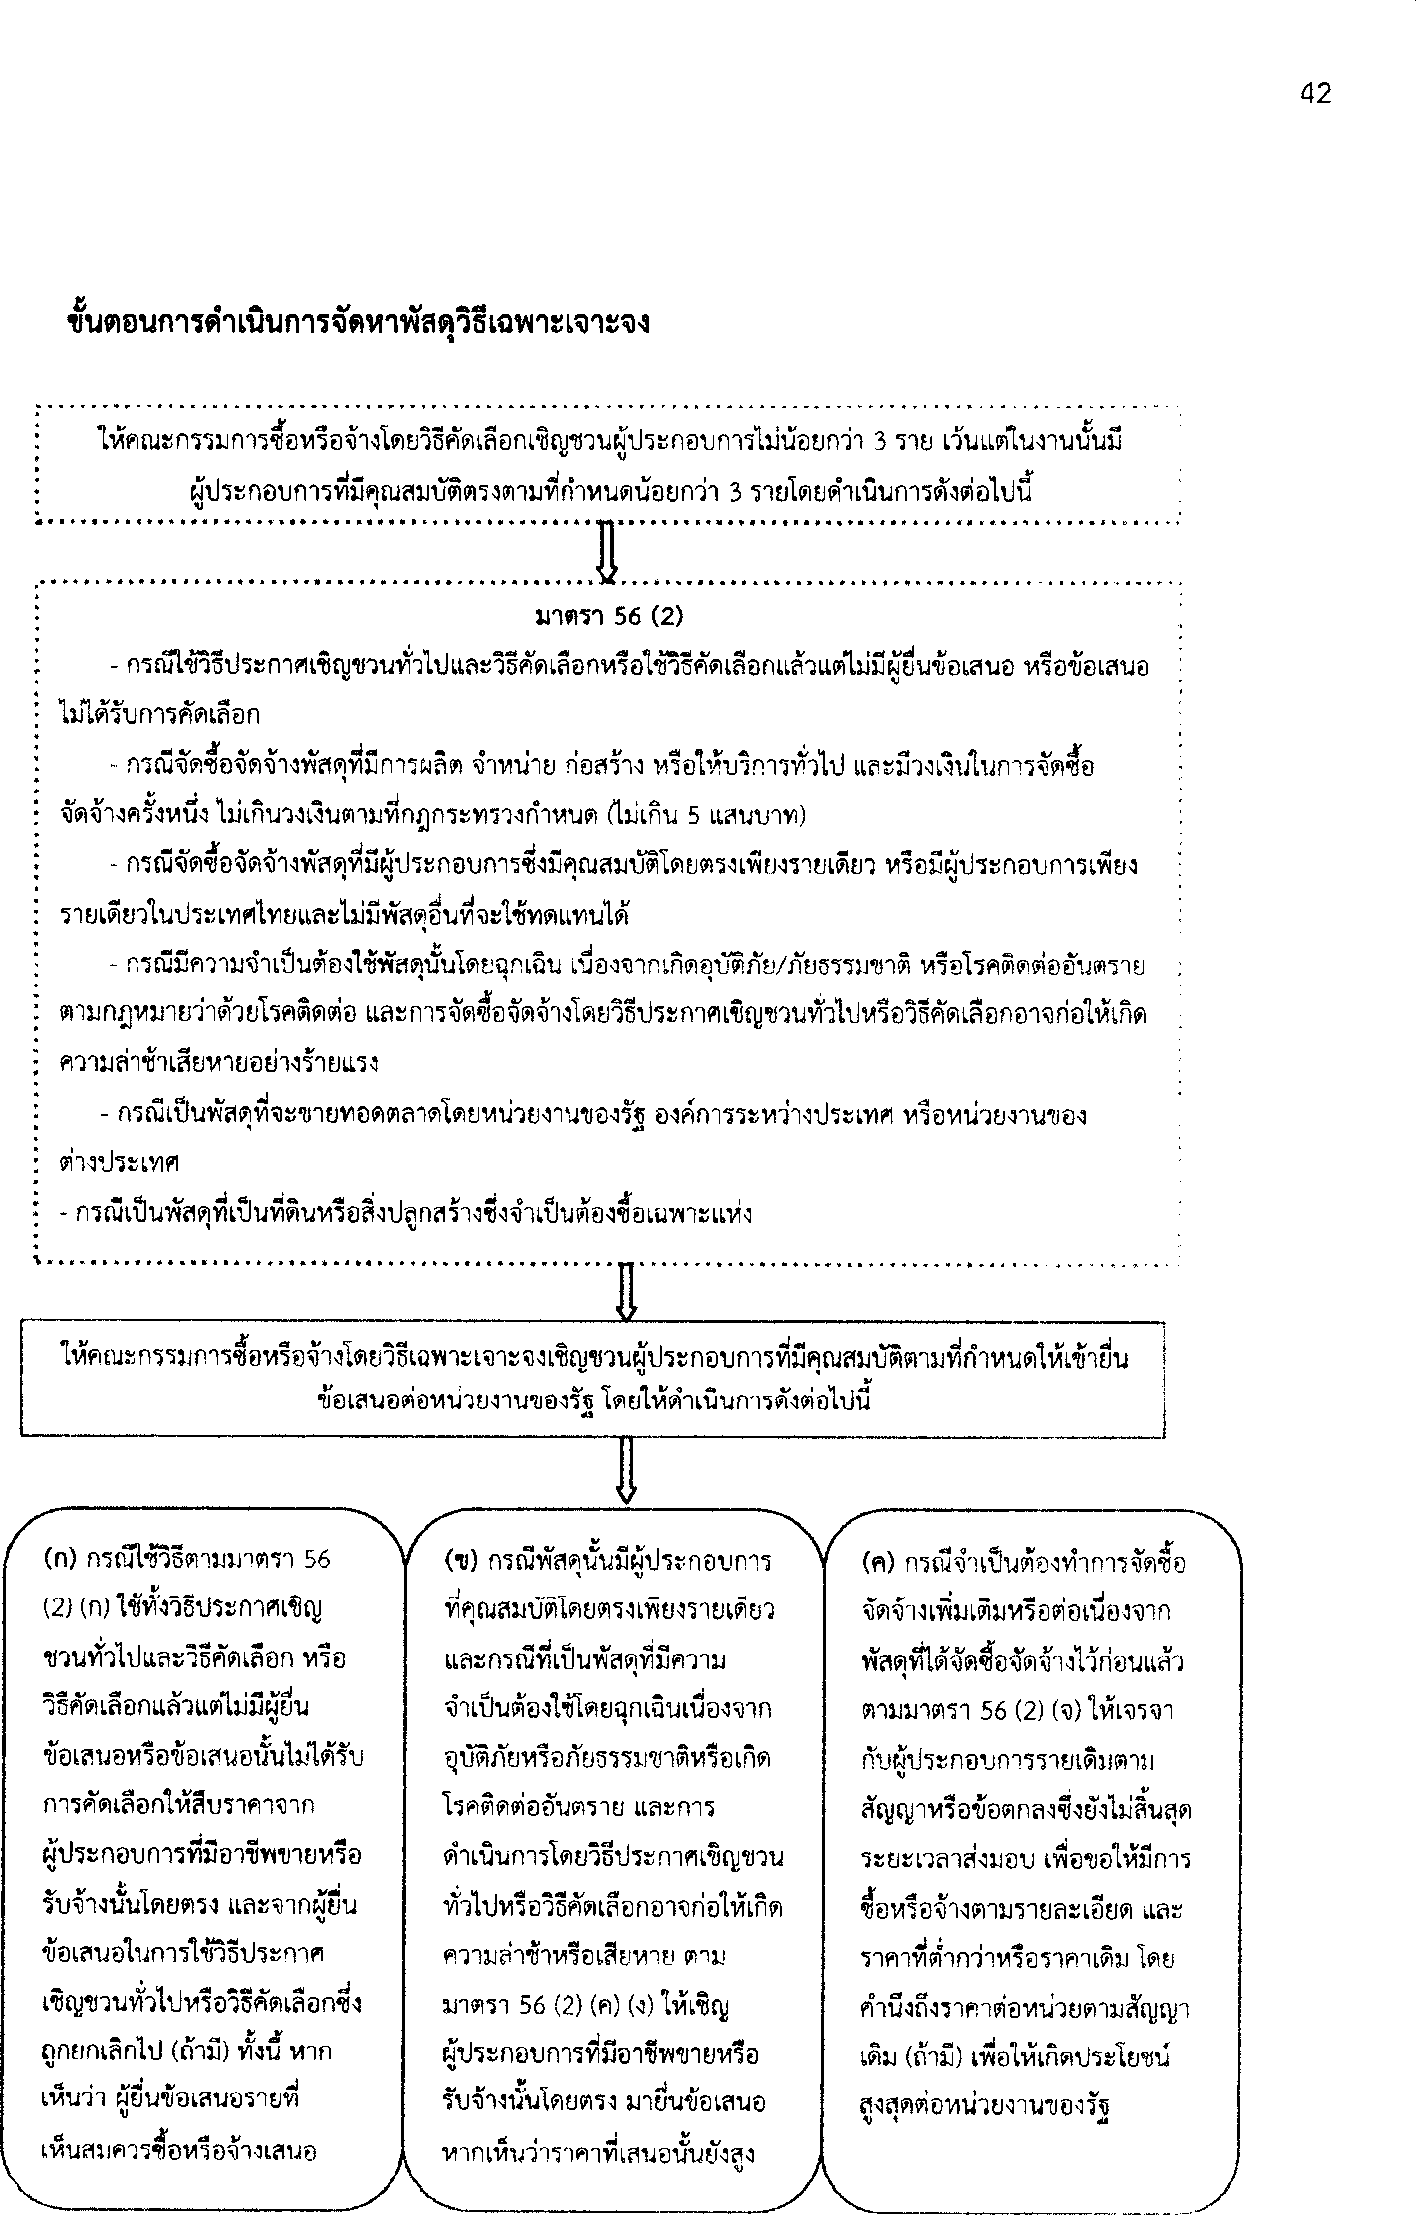 42
ขั้นตอนการดำเนินการจัดหาพัสดุวิธีเฉพาะเจาะจง
ให้คณะกรรมการซื้อหรือจ้างโดยวิธีคัดเลือกเชิญชวนผู้ประกอบการไม่น้อยกว่า 3 ราย เว้นแต่ในงานนั้นมี
ผู้ประกอบการที่มีคุณสมบัติตรงตามที่กำหนดน้อยกว่า 3 รายโดยดำเนินการดังต่อไปนี้
มาตรา 56 (2)
- กรณีใช้วิธีประกาศเชิญชวนทั่วไปและวิธีคัดเลือกหรือใช้วิธีคัดเลือกแล้วแต่ไม่มีผู้ยื่นข้อเสนอ หรือข้อเสนอ
ไม่ได้รับการคัดเลือก
- กรณีจัดซื้อจัดจ้างพัสดุที่มีการผลิต จำหน่าย ก่อสร้าง หรือให้บริการทั่วไป และมีวงเงินในการจัดซื้อ
จัดจ้างครั้งหนึ่ง ไม่เกินวงเงินตามที่กฎกระทรวงกำหนด (ไม่เกิน 5 แสนบาท)
- กรณีจัดซื้อจัดจ้างพัสดุที่มีผู้ประกอบการซึ่งมีคุณสมบัติโดยตรงเพียงรายเดียว หรือมีผู้ประกอบการเพียง
รายเดียวในประเทศไทยและไม่มีพัสดุอื่นที่จะใช้ทดแทนได้
- กรณีมีความจำเป็นต้องใช้พัสดุนั้นโดยฉุกเฉิน เนื่องจากเกิดอุบัติภัย/ภัยธรรมชาติ หรือโรคติดต่ออันตราย
ตามกฎหมายว่าด้วยโรคติดต่อ และการจัดซื้อจัดจ้างโดยวิธีประกาศเชิญชวนทั่วไปหรือวิธีคัดเลือกอาจก่อให้เกิด
ความล่าช้าเสียหายอย่างร้ายแรง
- กรณีเป็นพัสดุที่จะขายทอดตลาดโดยหน่วยงานของรัฐ องค์การระหว่างประเทศ หรือหน่วยงานของ
ต่างประเทศ
- กรณีเป็นพัสดุที่เป็นที่ดินหรือสิ่งปลูกสร้างซึ่งจำเป็นต้องซื้อเฉพาะแห่ง
ให้คณะกรรมการซื้อหรือจ้างโดยวิธีเฉพาะเจาะจงเชิญชวนผู้ประกอบการที่มีคุณสมบัติตามที่กำหนดให้เข้ายื่น
ข้อเสนอต่อหน่วยงานของรัฐ โดยให้ดำเนินการดังต่อไปนี้
(ก) กรณีใช้วิธีตามมาตรา 56
(2) (ก) ใช้ทั้งวิธีประกาศเชิญ
ชวนทั่วไปและวิธีคัดเลือก หรือ
วิธีคัดเลือกแล้วแต่ไม่มีผู้ยื่น
ข้อเสนอหรือข้อเสนอนั้นไม่ได้รับ
การคัดเลือกให้สืบราคาจาก
ผู้ประกอบการที่มีอาชีพขายหรือ
รับจ้างนั้นโดยตรง และจากผู้ยื่น
ข้อเสนอในการใช้วิธีประกาศ
เชิญชวนทั่วไปหรือวิธีคัดเลือกซึ่ง
ถูกยกเลิกไป (ถ้ามี) ทั้งนี้ หาก
เห็นว่า ผู้ยื่นข้อเสนอรายที่
เห็นสมควรซื้อหรือจ้างเสนอ
(ข) กรณีพัสดุนั้นมีผู้ประกอบการ
ที่คุณสมบัติโดยตรงเพียงรายเดียว
และกรณีที่เป็นพัสดุที่มีความ
จำเป็นต้องใช้โดยฉุกเฉินเนื่องจาก
อุบัติภัยหรือภัยธรรมชาติหรือเกิด
โรคติดต่ออันตราย และการ
ดำเนินการโดยวิธีประกาศเชิญชวน
ทั่วไปหรือวิธีคัดเลือกอาจก่อให้เกิด
ความล่าช้าหรือเสียหาย ตาม
มาตรา 56 (2) (ค) (ง) ให้เชิญ
ผู้ประกอบการที่มีอาชีพขายหรือ
รับจ้างนั้นโดยตรง มายื่นข้อเสนอ
หากเห็นว่าราคาที่เสนอนั้นยังสูง
(ค) กรณีจำเป็นต้องทำการจัดซื้อ
จัดจ้างเพิ่มเติมหรือต่อเนื่องจาก
พัสดุที่ได้จัดซื้อจัดจ้างไว้ก่อนแล้ว
ตามมาตรา 56 (2) (จ) ให้เจรจา
กับผู้ประกอบการรายเดิมตาม
สัญญาหรือข้อตกลงซึ่งยังไม่สิ้นสุด
ระยะเวลาส่งมอบ เพื่อขอให้มีการ
ซื้อหรือจ้างตามรายละเอียด และ
ราคาที่ต่ำกว่าหรือราคาเดิม โดย
คำนึงถึงราคาต่อหน่วยตามสัญญา
เดิม (ถ้ามี) เพื่อให้เกิดประโยชน์
สูงสุดต่อหน่วยงานของรัฐ